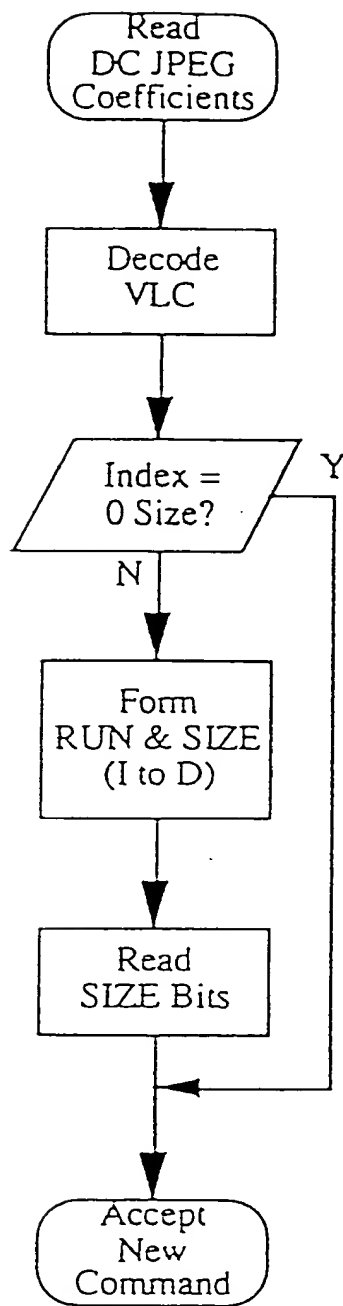 Read
DC JPEG
Coefficients
Decode
VLC
Index =
0 Size?
Y
N
Form
RUN & SIZE
(I to D)
Read
SIZE Bits
Accept
New
Command